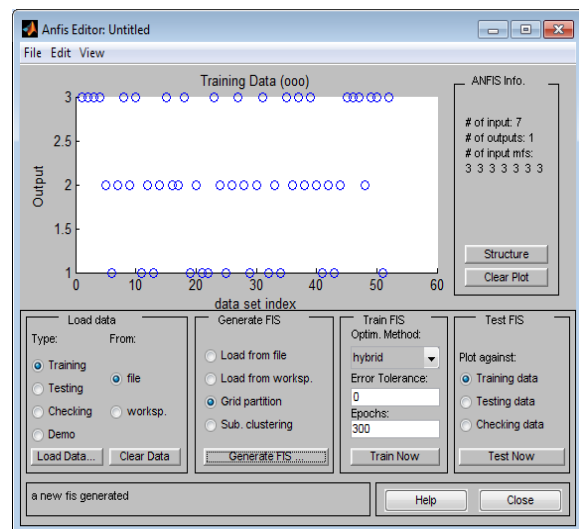 Anfis Editor: Untitled
File Edit View
Training Data (ooo)
3
2.5
2
1.5
1
Output
0 10 20 30 40 50 60
data set index
ANFIS Info.
# of input: 7
# of outputs: 1
# of input mfs:
3 3 3 3 3 3 3
Structure
Clear Plot
Load data
Type: From:
Training
file
Testing
Checking
worksp.
Demo
Load Data... Clear Data
Generate FIS
Load from file
Load from worksp.
Grid partition
Sub. clustering
Generate FIS ...
Train FIS
Optim. Method:
hybrid
Error Tolerance:
0
Epochs:
300
Train Now
Test FIS
Plot against:
Training data
Testing data
Checking data
Test Now
a new fis generated
Help Close